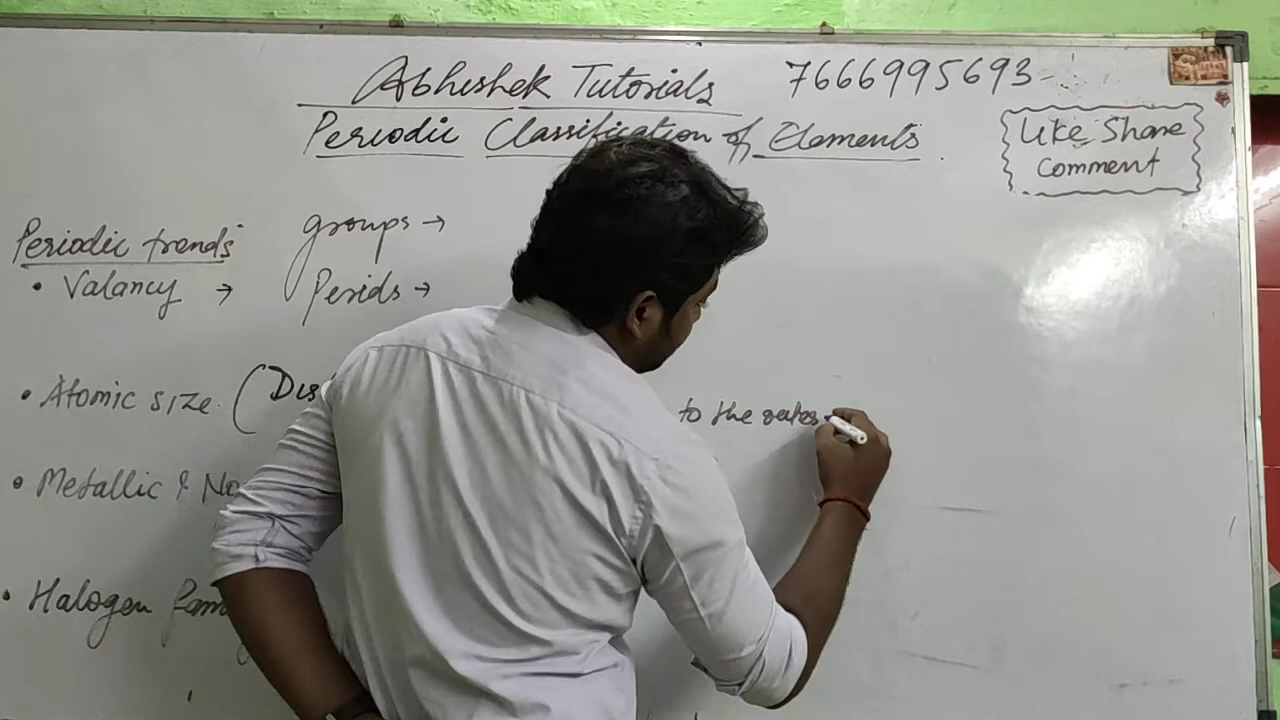 Abhishek Tutorials 7666995693
Periodic Classification of Elements
Like Share
Comment
Periodic trends groups →
• Valancy → Perids →
• Atomic size. (Dis to the
• Metallic & No
• Halogen fam